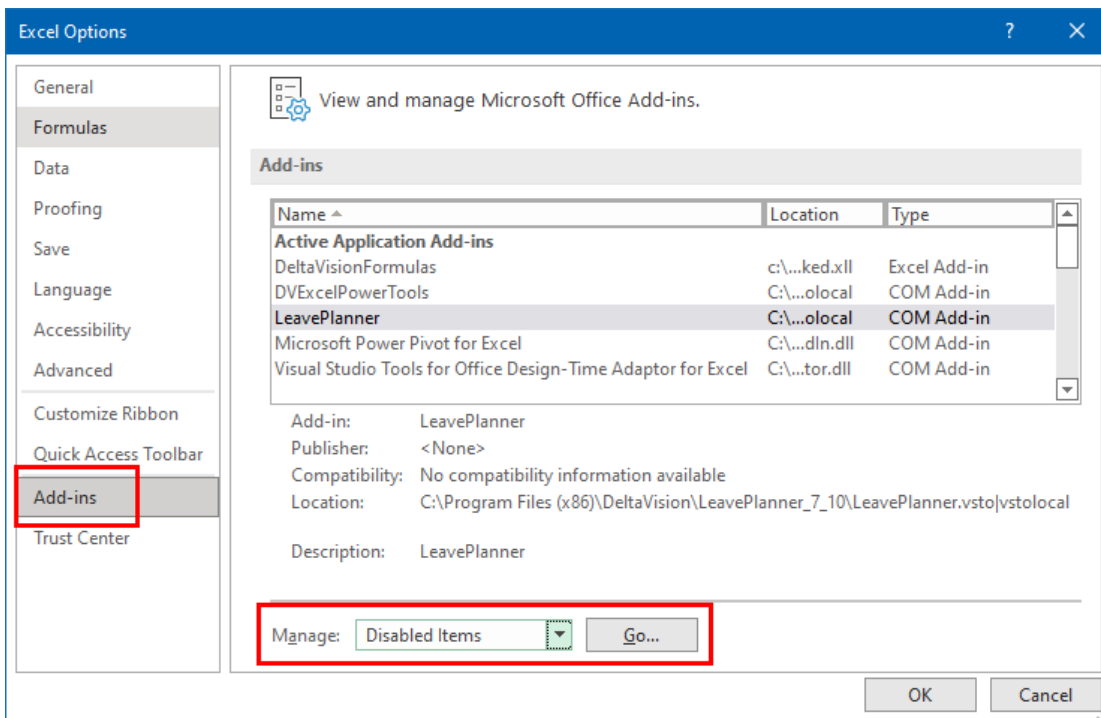 Excel Options
?
General
Formulas
Data
Proofing
Save
Language
Accessibility
Advanced
Customize Ribbon
Quick Access Toolbar
Add-ins
Trust Center
View and manage Microsoft Office Add-ins.
Add-ins
Name Location Type
Active Application Add-ins
DeltaVisionFormulas c:\...ked.xll Excel Add-in
DVExcelPowerTools C:\...olocal COM Add-in
LeavePlanner C:\...olocal COM Add-in
Microsoft Power Pivot for Excel C:\...dln.dll COM Add-in
Visual Studio Tools for Office Design-Time Adaptor for Excel C:\...tor.dll COM Add-in
Add-in: LeavePlanner
Publisher: <None>
Compatibility: No compatibility information available
Location: C:\Program Files (x86)\DeltaVision\LeavePlanner_7_10\LeavePlanner.vsto|vstolocal
Description: LeavePlanner
Manage: Disabled Items Go...
OK Cancel